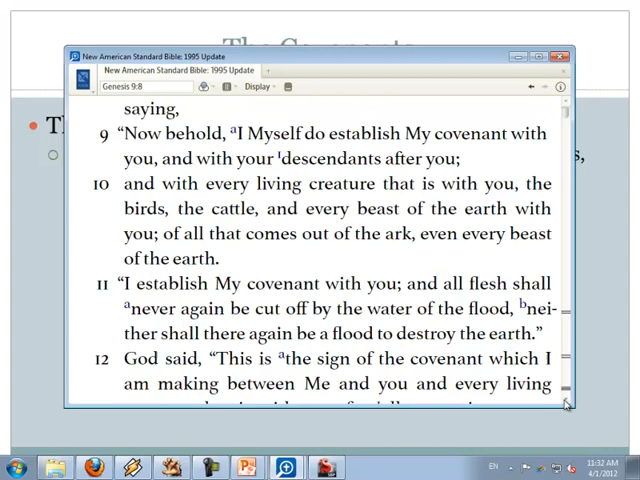 The Covenants
New American Standard Bible: 1995 Update
New American Standard Bible: 1995 Update
Genesis 9:8
Display
saying,
9 “Now behold, aI Myself do establish My covenant with
you, and with your 1descendants after you;
10 and with every living creature that is with you, the
birds, the cattle, and every beast of the earth with
you; of all that comes out of the ark, even every beast
of the earth.
11 “I establish My covenant with you; and all flesh shall
anever again be cut off by the water of the flood, bnei-
ther shall there again be a flood to destroy the earth.”
12 God said, “This is athe sign of the covenant which I
am making between Me and you and every living
EN
11:32 AM
4/1/2012